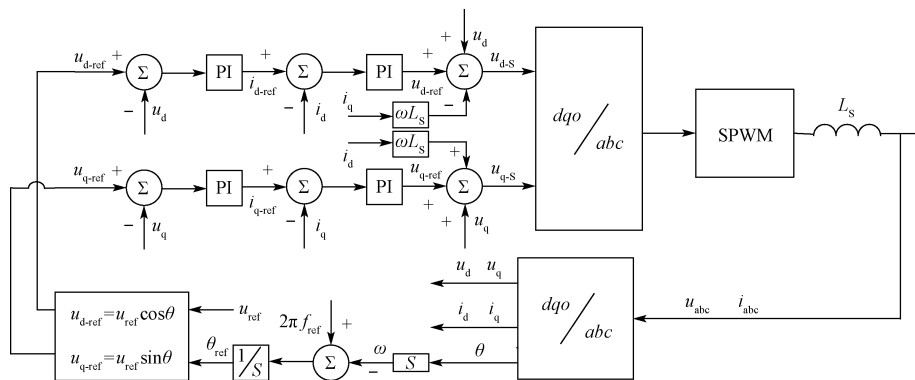 u_d-ref + Σ − u_d PI + i_d-ref Σ − i_d PI + u_d-ref + u_d + Σ − u_d-S
i_q ωL_S
i_d ωL_S
u_q-ref + Σ − u_q PI + i_q-ref Σ − i_q PI u_q-ref + + Σ + u_q u_q-S
dqo/abc
SPWM
L_S
u_d-ref=u_ref cosθ
u_q-ref=u_ref sinθ
u_ref
θ_ref
1/S
2π f_ref +
Σ
ω −
S
θ
u_d u_q
i_d i_q
dqo/abc
u_abc i_abc